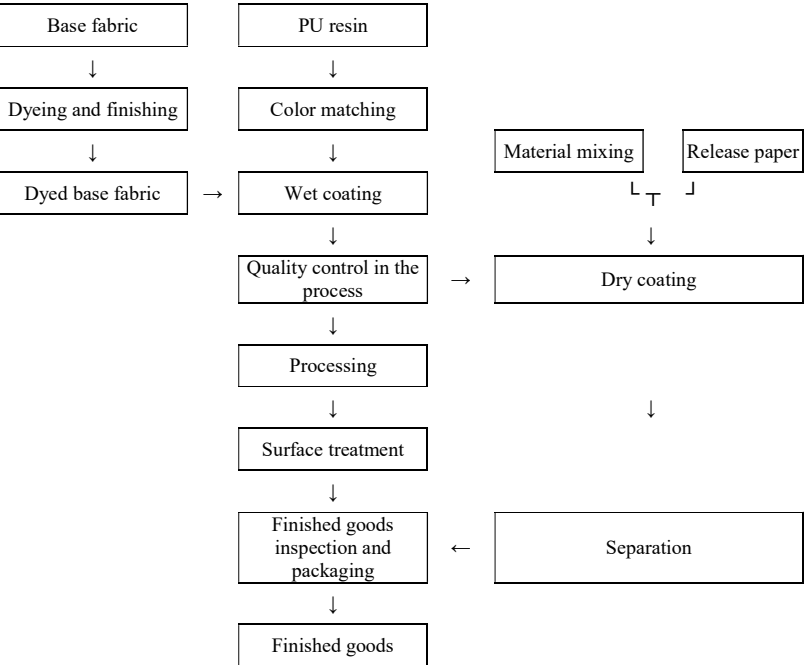 Base fabric
PU resin
↓
↓
Dyeing and finishing
Color matching
↓
↓
Material mixing
Release paper
Dyed base fabric
→
Wet coating
└ ┬ ┘
↓
↓
Quality control in the
process
→
Dry coating
↓
Processing
↓
↓
Surface treatment
↓
Finished goods
inspection and
packaging
←
Separation
↓
Finished goods